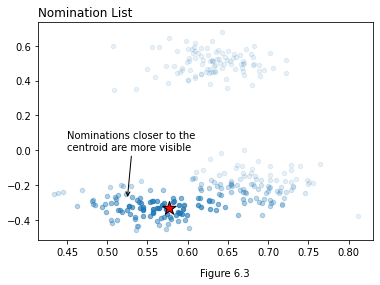 Nomination List
0.6
0.4
0.2
0.0
−0.2
−0.4
Nominations closer to the
centroid are more visible
0.45 0.50 0.55 0.60 0.65 0.70 0.75 0.80
Figure 6.3